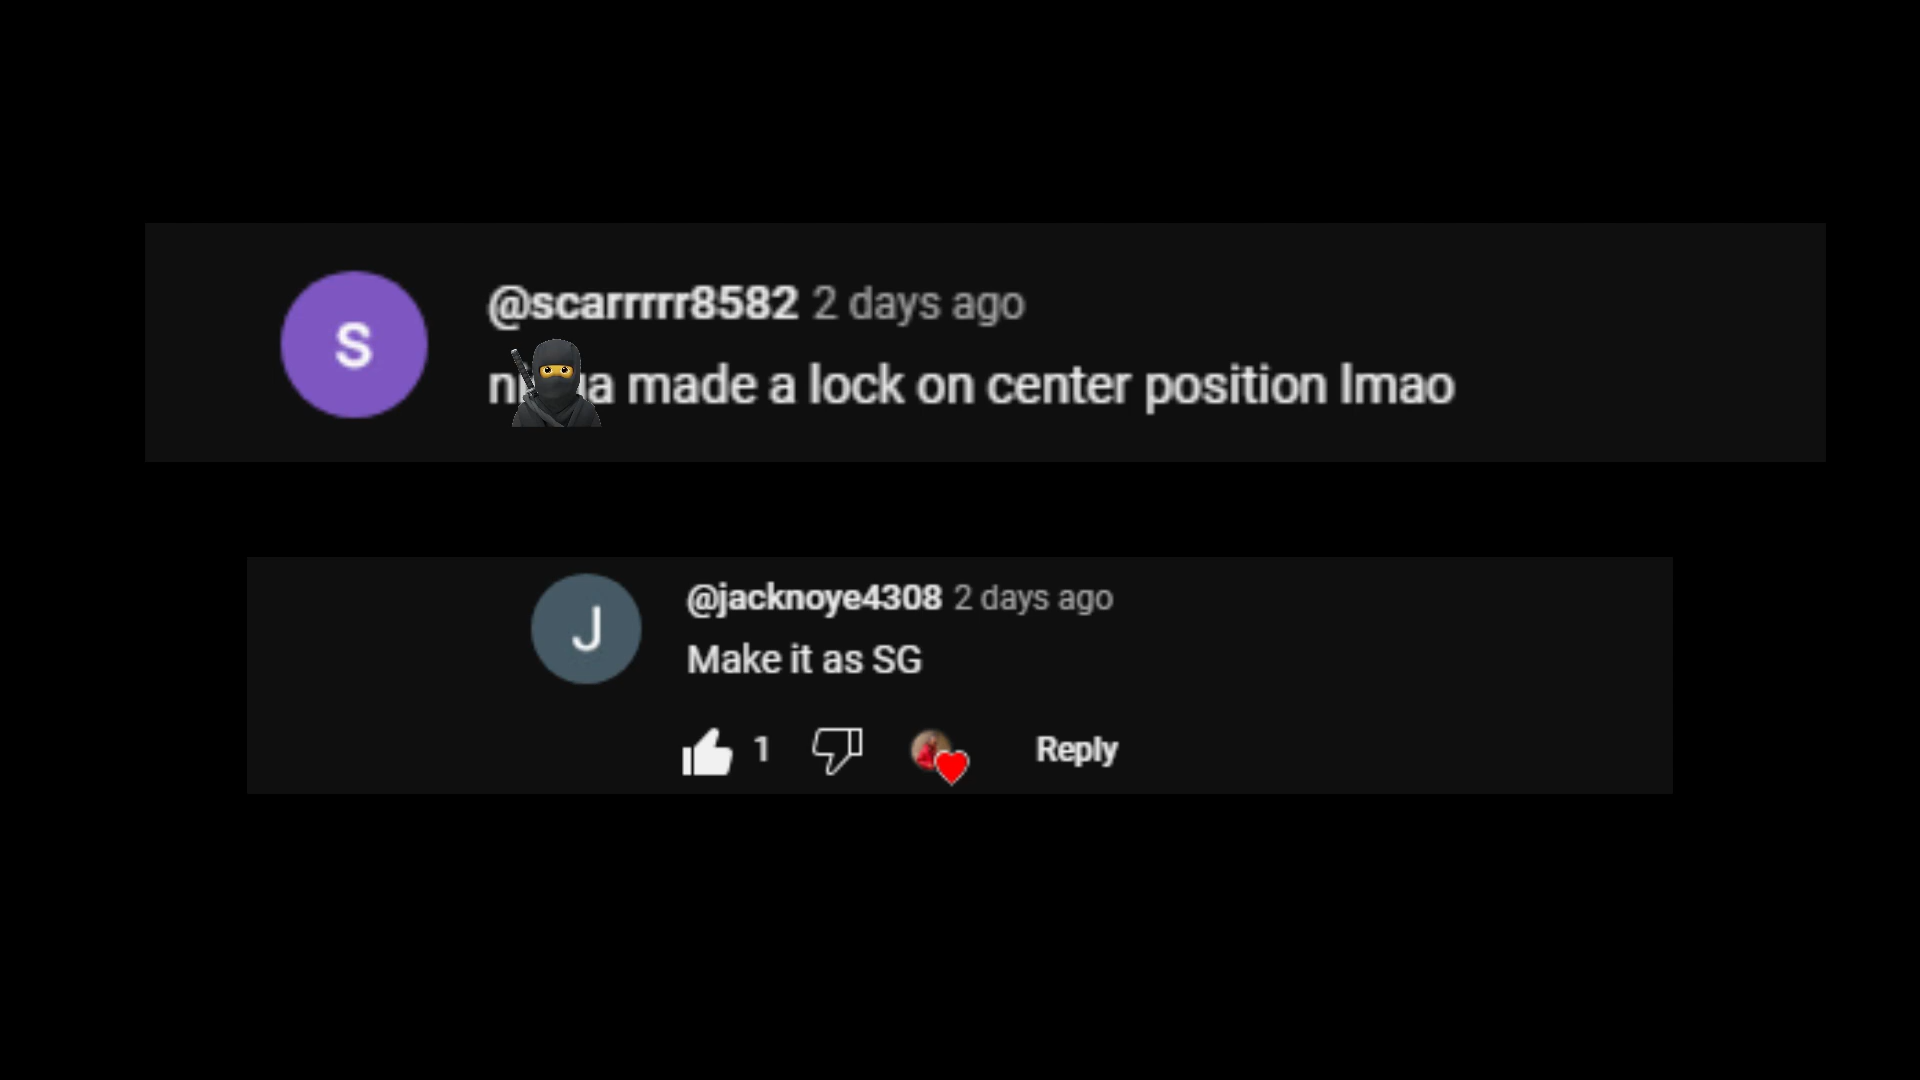 S
@scarrrrr8582 2 days ago
made a lock on center position lmao
J
@jacknoye4308 2 days ago
Make it as SG
1
Reply